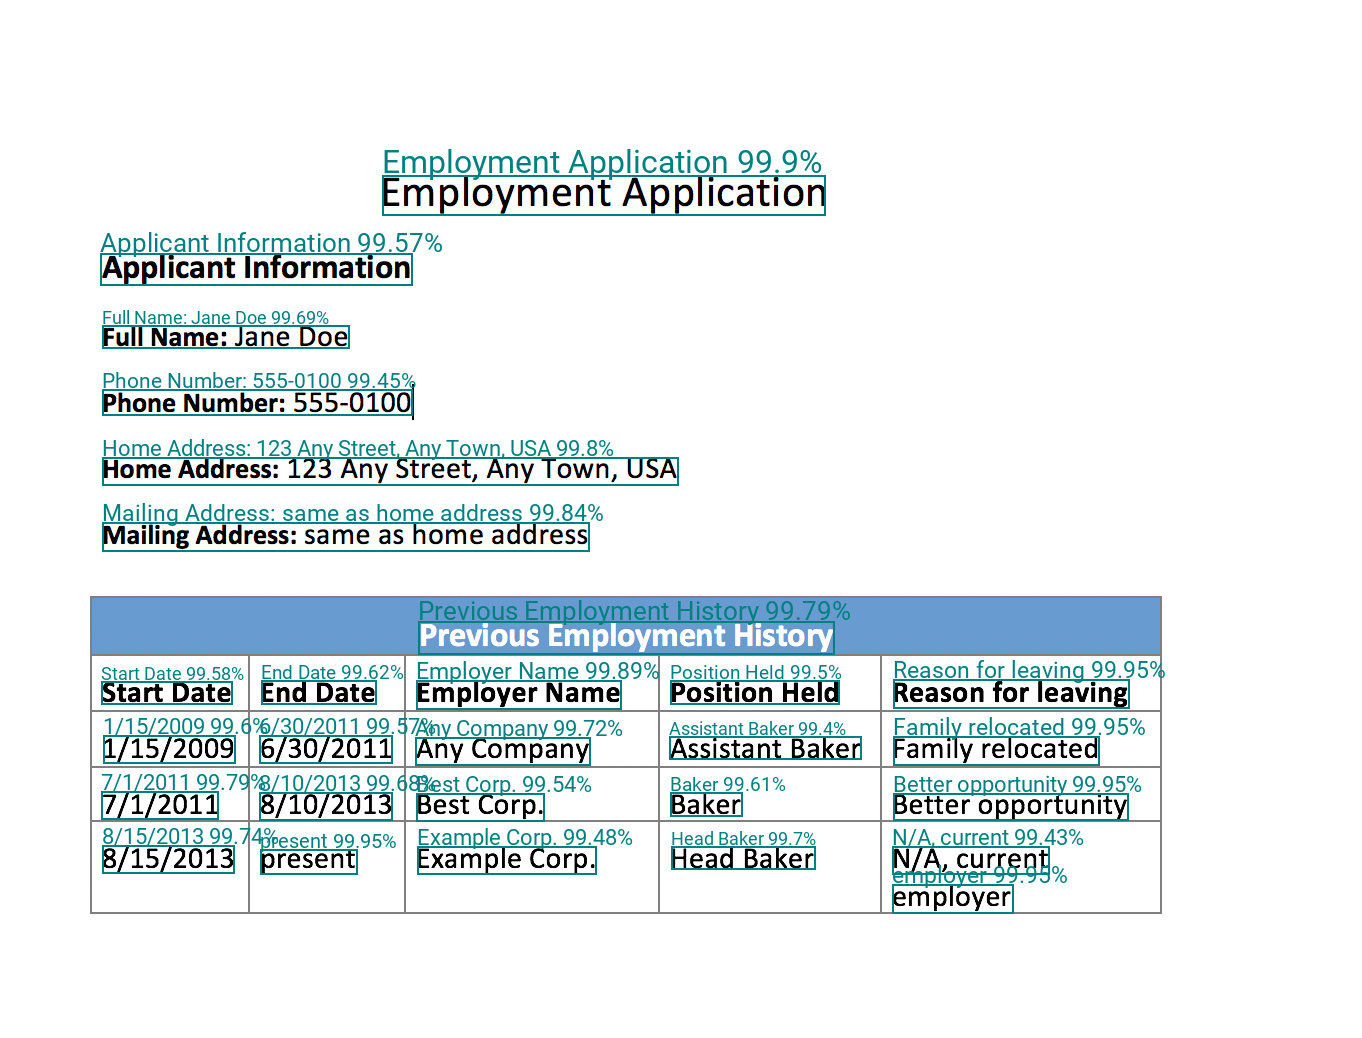 Employment Application 99.9%
Employment Application
Applicant Information 99.57%
Applicant Information
Full Name: Jane Doe 99.69%
Full Name: Jane Doe
Phone Number: 555-0100 99.45%
Phone Number: 555-0100
Home Address: 123 Any Street, Any Town, USA 99.8%
Home Address: 123 Any Street, Any Town, USA
Mailing Address: same as home address 99.84%
Mailing Address: same as home address
Previous Employment History 99.79%
Previous Employment History
Start Date 99.58% End Date 99.62% Employer Name 99.89% Position Held 99.5% Reason for leaving 99.95%
Start Date End Date Employer Name Position Held Reason for leaving
1/15/2009 99.6% 6/30/2011 99.57% Any Company 99.72% Assistant Baker 99.4% Family relocated 99.95%
1/15/2009 6/30/2011 Any Company Assistant Baker Family relocated
7/1/2011 99.79% 8/10/2013 99.68% Best Corp. 99.54% Baker 99.61% Better opportunity 99.95%
7/1/2011 8/10/2013 Best Corp. Baker Better opportunity
8/15/2013 99.74% present 99.95% Example Corp. 99.48% Head Baker 99.7% N/A, current 99.43%
8/15/2013 present Example Corp. Head Baker N/A, current
employer 99.95%
employer